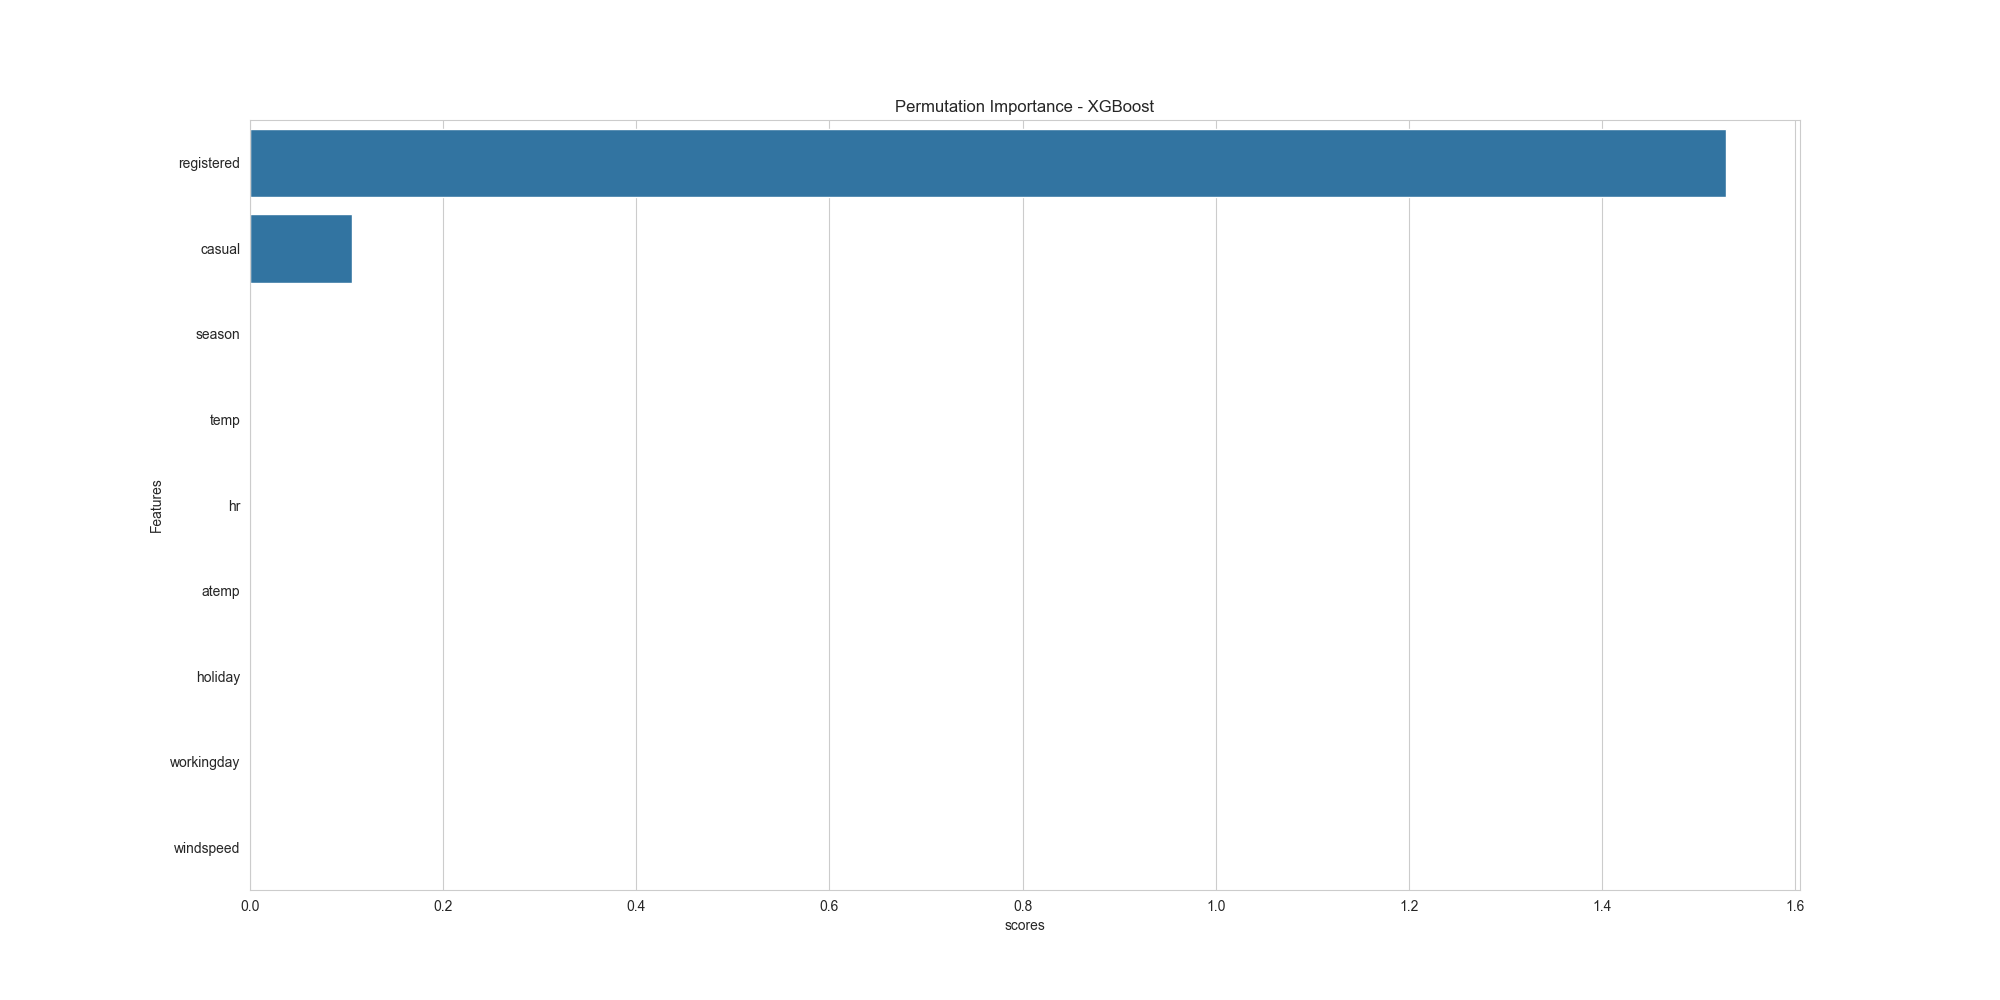 Permutation Importance - XGBoost
registered
casual
season
temp
hr
atemp
holiday
workingday
windspeed
Features
0.0 0.2 0.4 0.6 0.8 1.0 1.2 1.4 1.6
scores